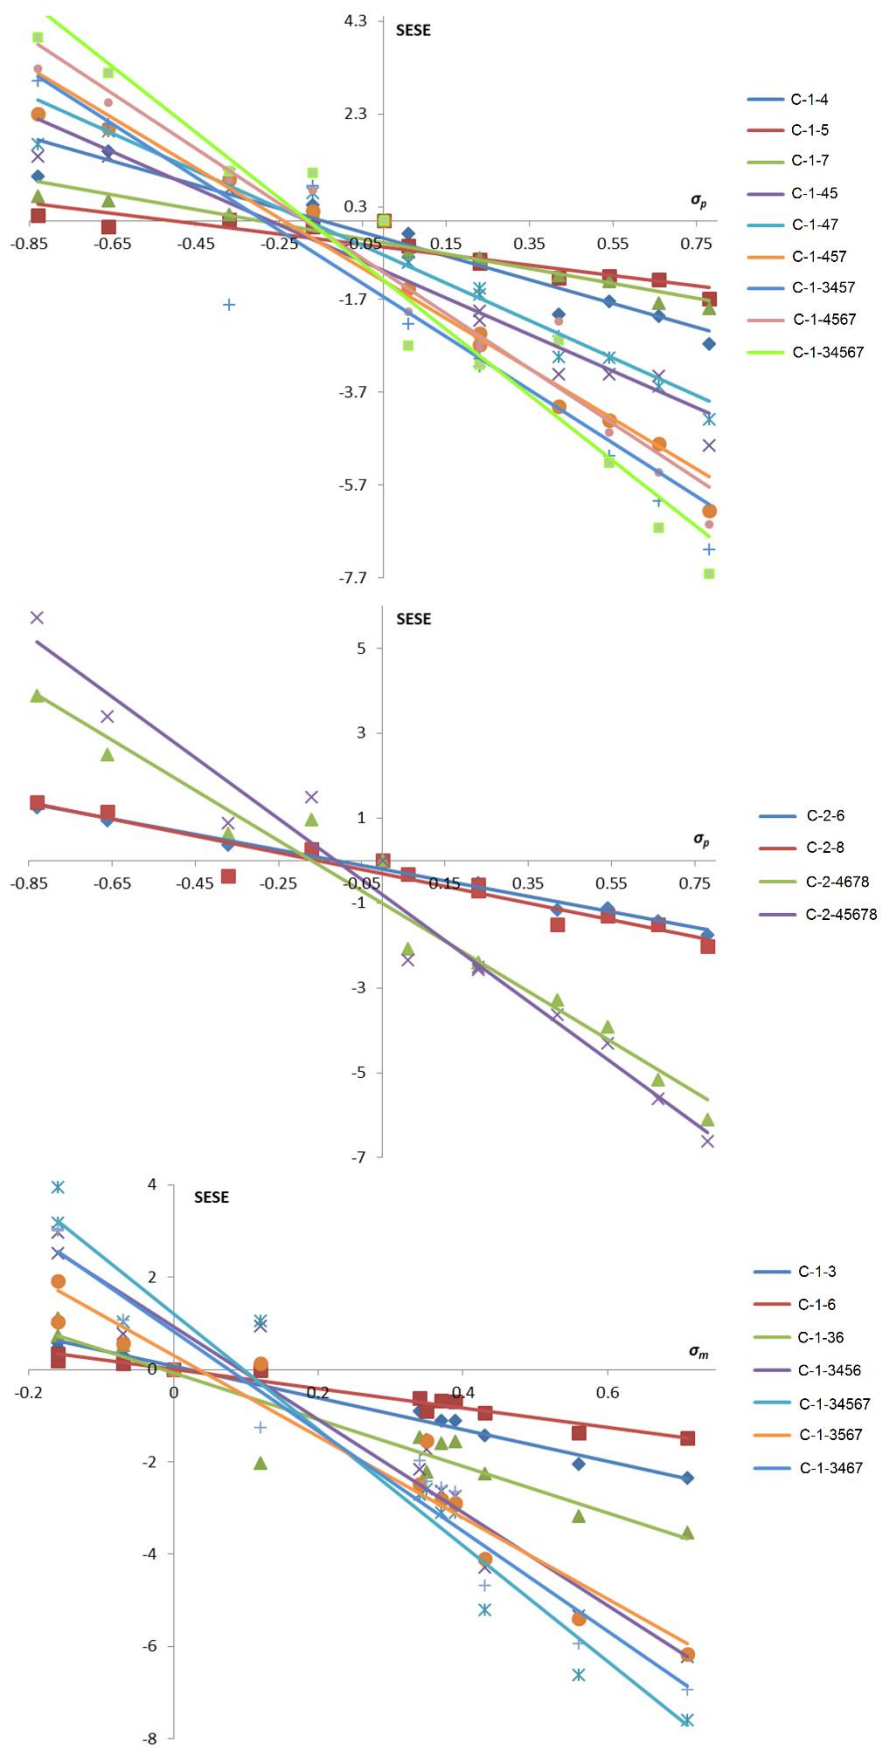 4.3
SESE
2.3
0.3
σp
-0.85 -0.65 -0.45 -0.25 -0.05 0.15 0.35 0.55 0.75
-1.7
-3.7
-5.7
-7.7
C-1-4
C-1-5
C-1-7
C-1-45
C-1-47
C-1-457
C-1-3457
C-1-4567
C-1-34567
SESE
5
3
1
σp
-0.85 -0.65 -0.45 -0.25 -0.05 0.15 0.35 0.55 0.75
-1
-3
-5
-7
C-2-6
C-2-8
C-2-4678
C-2-45678
4
SESE
2
0
σm
-0.2 0 0.2 0.4 0.6
-2
-4
-6
-8
C-1-3
C-1-6
C-1-36
C-1-3456
C-1-34567
C-1-3567
C-1-3467